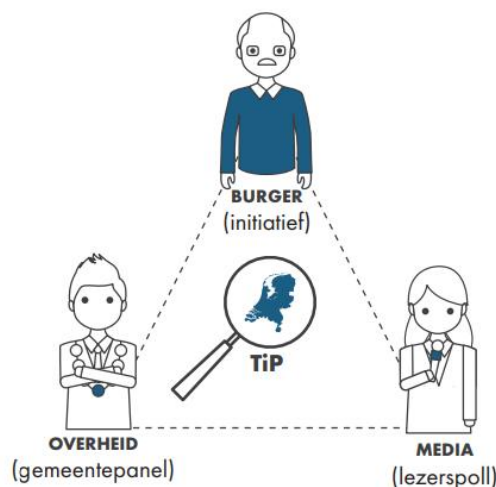 BURGER
(initiatief)
TiP
OVERHEID
(gemeentepanel)
MEDIA
(lezerspoll)